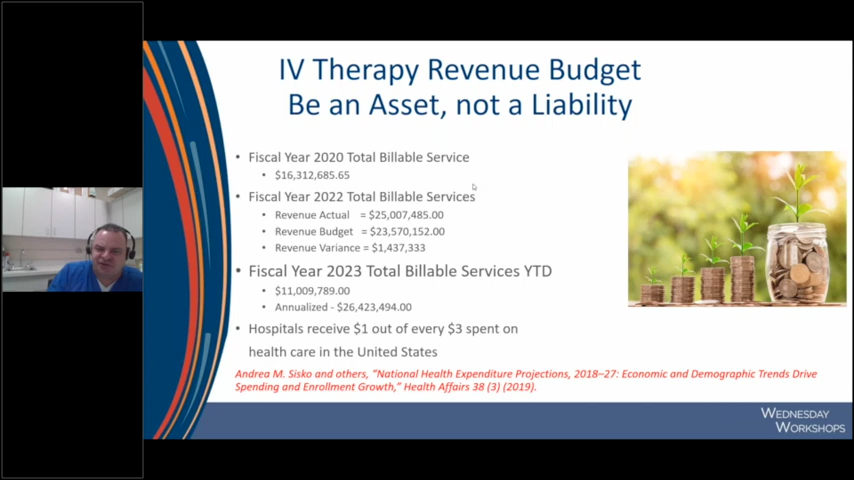 IV Therapy Revenue Budget
Be an Asset, not a Liability
• Fiscal Year 2020 Total Billable Service
• $16,312,685.65
• Fiscal Year 2022 Total Billable Services
• Revenue Actual = $25,007,485.00
• Revenue Budget = $23,570,152.00
• Revenue Variance = $1,437,333
• Fiscal Year 2023 Total Billable Services YTD
• $11,009,789.00
• Annualized - $26,423,494.00
• Hospitals receive $1 out of every $3 spent on
health care in the United States
Andrea M. Sisko and others, "National Health Expenditure Projections, 2018–27: Economic and Demographic Trends Drive
Spending and Enrollment Growth," Health Affairs 38 (3) (2019).
WEDNESDAY
WORKSHOPS